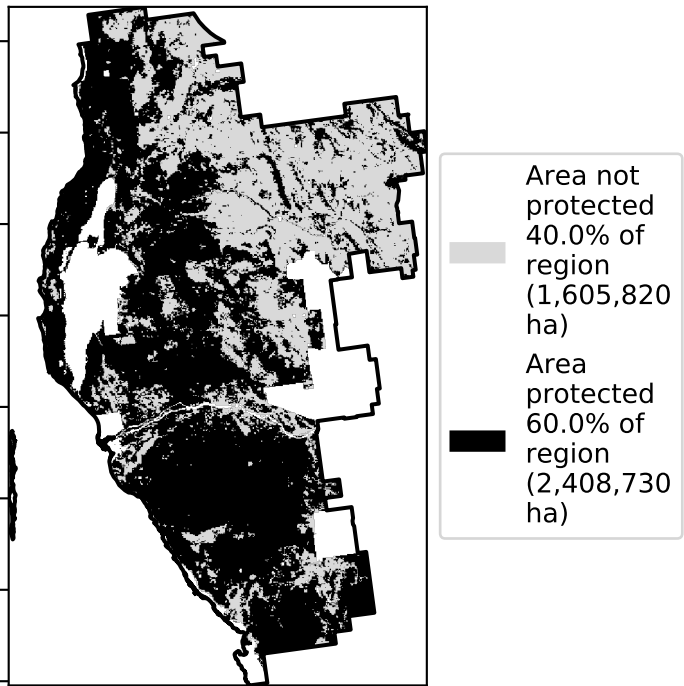 Area not
protected
40.0% of
region
(1,605,820
ha)
Area
protected
60.0% of
region
(2,408,730
ha)